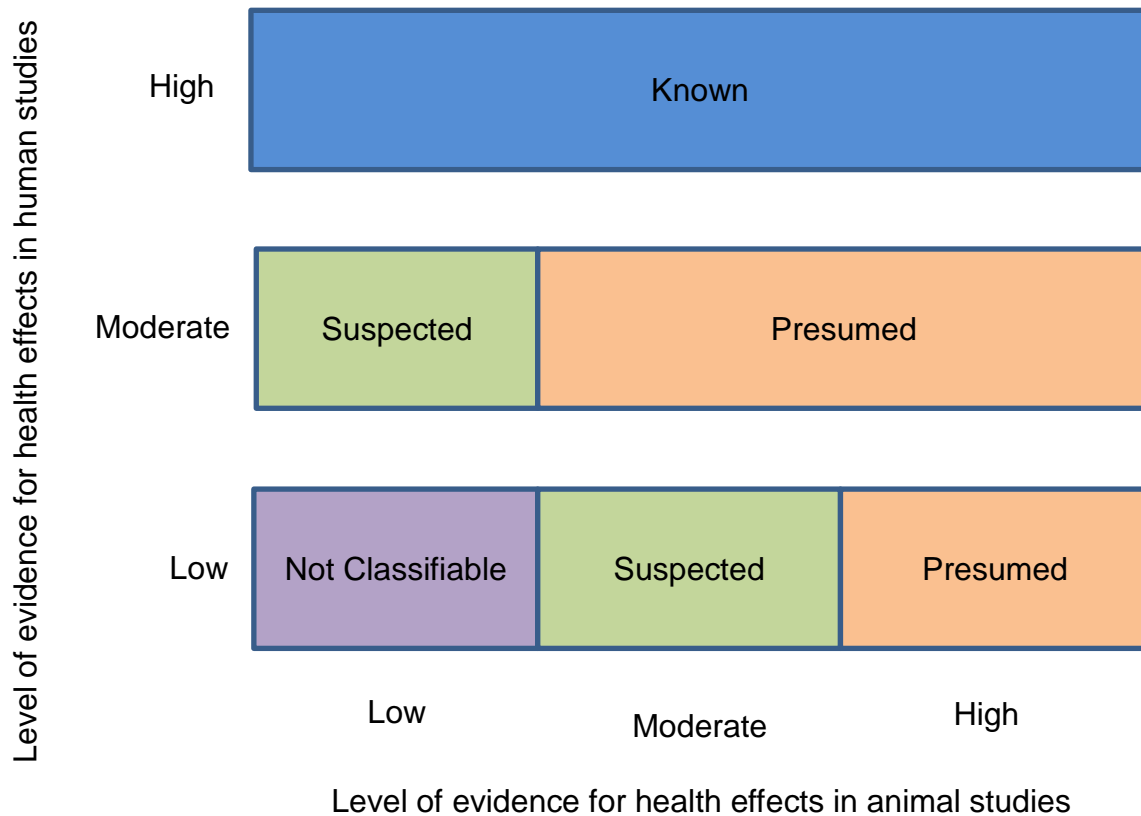 Level of evidence for health effects in human studies
High
Known
Moderate
Suspected
Presumed
Low
Not Classifiable
Suspected
Presumed
Low
Moderate
High
Level of evidence for health effects in animal studies